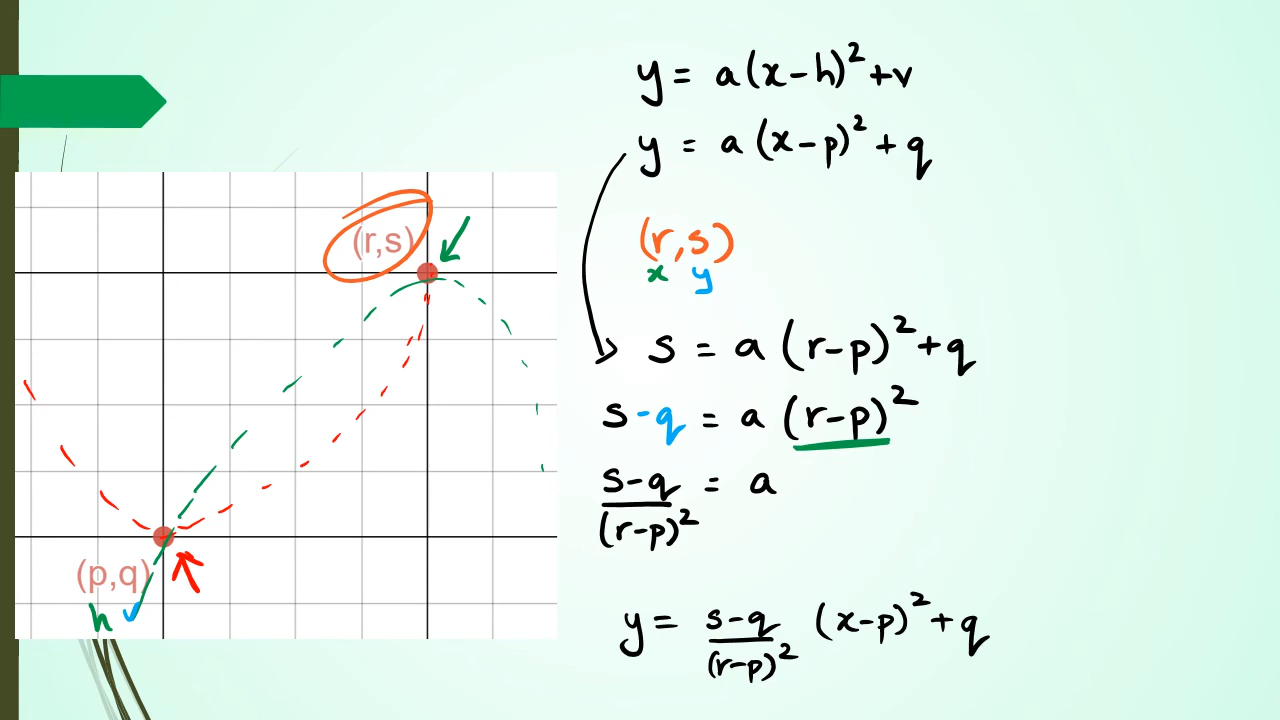 y = a(x-h)² + v
y = a(x-p)² + q
(r,s)
(r,s)
x y
s = a(r-p)² + q
s-q = a(r-p)²
s-q/(r-p)² = a
(p,q)
h v
y = s-q/(r-p)² (x-p)² + q